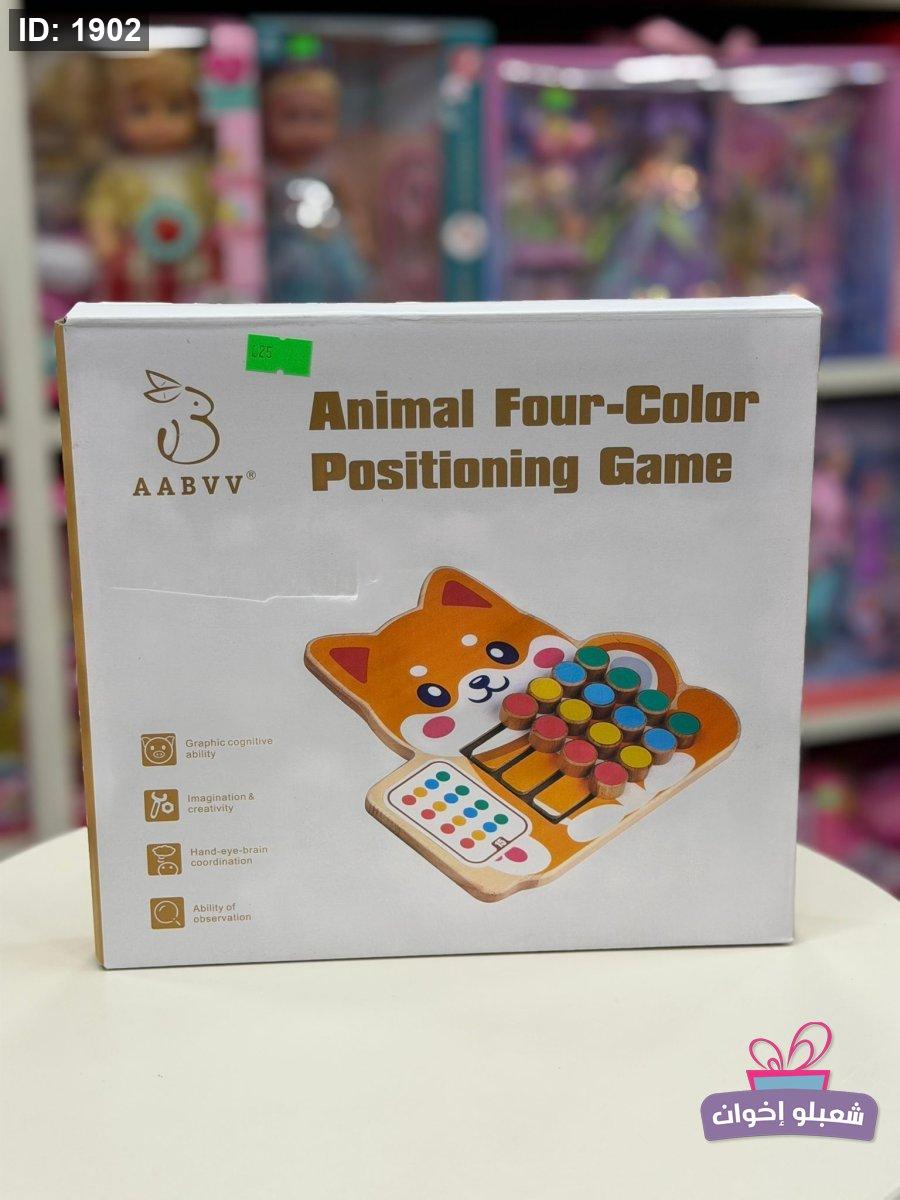 ID: 1902
625
Animal Four-Color
Positioning Game
AABVV®
Graphic cognitive
ability
Imagination &
creativity
Hand-eye-brain
coordination
Ability of
observation
شعبلو إخوان